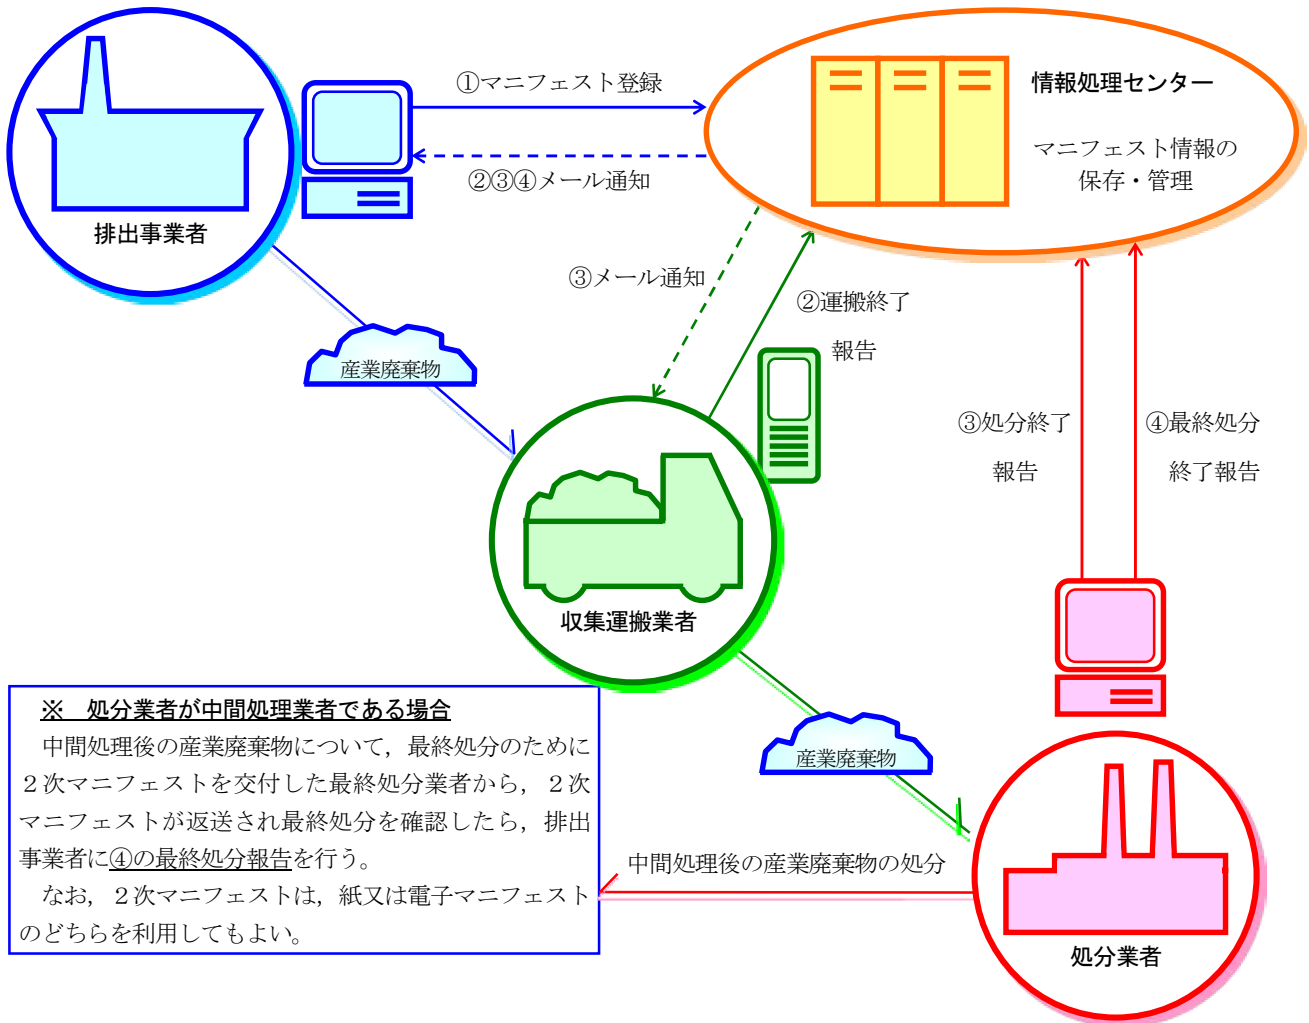 ①マニフェスト登録
情報処理センター
マニフェスト情報の
保存・管理
②③④メール通知
排出事業者
③メール通知
②運搬終了
報告
産業廃棄物
③処分終了
報告
④最終処分
終了報告
収集運搬業者
産業廃棄物
※　処分業者が中間処理業者である場合
　中間処理後の産業廃棄物について，最終処分のために
２次マニフェストを交付した最終処分業者から，２次
マニフェストが返送され最終処分を確認したら，排出
事業者に④の最終処分報告を行う。
　なお，２次マニフェストは，紙又は電子マニフェスト
のどちらを利用してもよい。
中間処理後の産業廃棄物の処分
処分業者